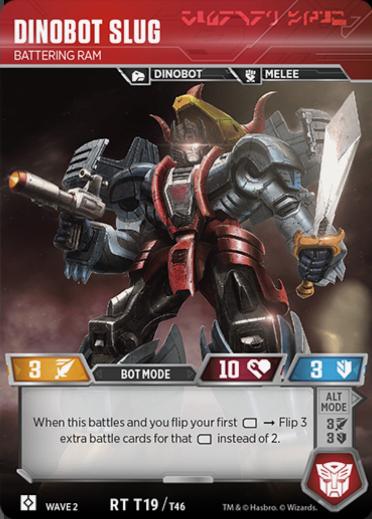 DINOBOT SLUG
BATTERING RAM
DINOBOT MELEE
3 BOT MODE 10 3
When this battles and you flip your first → Flip 3
extra battle cards for that instead of 2.
ALT
MODE
3
3
WAVE 2 RT T19 / T46 TM & © Hasbro. © Wizards.